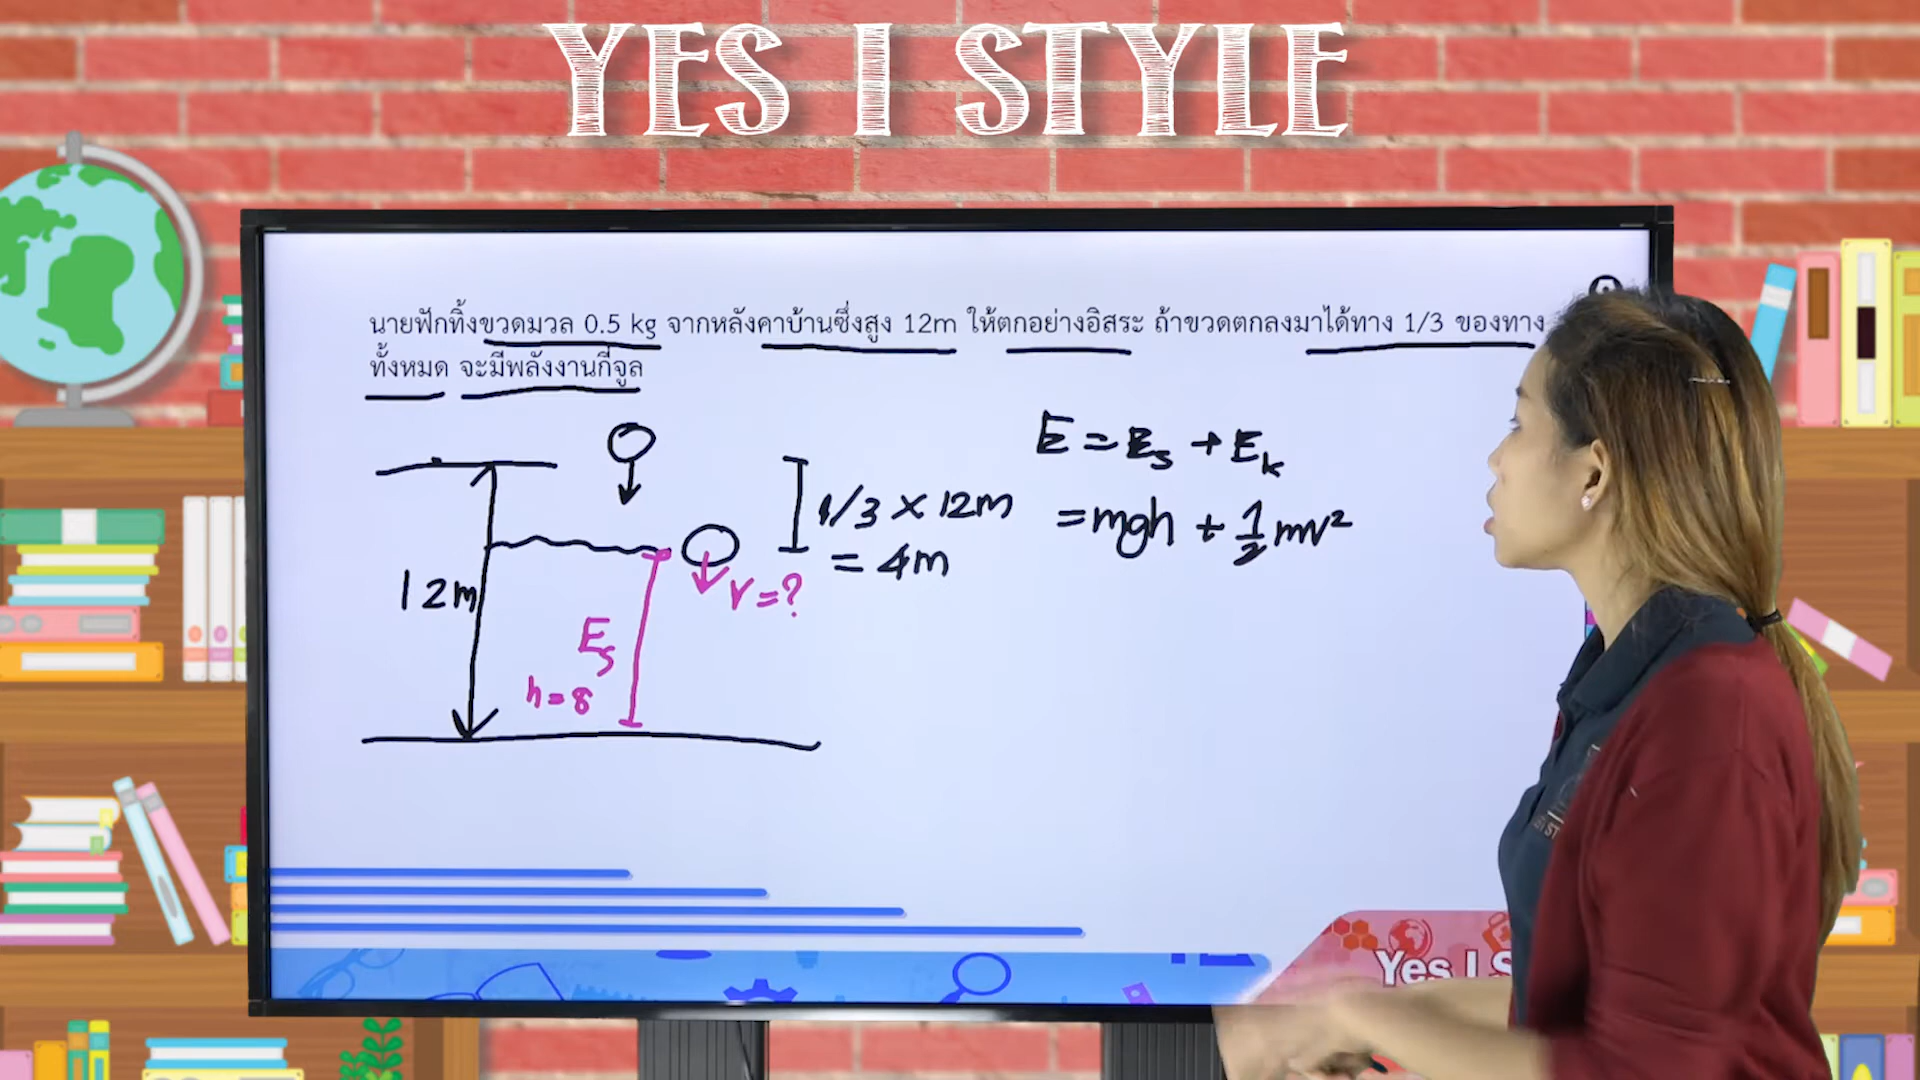 YES I STYLE
นายฟักทิ้งขวดมวล 0.5 kg จากหลังคาบ้านซึ่งสูง 12m ให้ตกอย่างอิสระ ถ้าขวดตกลงมาได้ทาง 1/3 ของทาง
ทั้งหมด จะมีพลังงานกี่จูล
E = Es + Ek
= mgh + 1/2 mv²
1/3 × 12m
= 4m
12m
v = ?
Es
h = 8
Yes I S